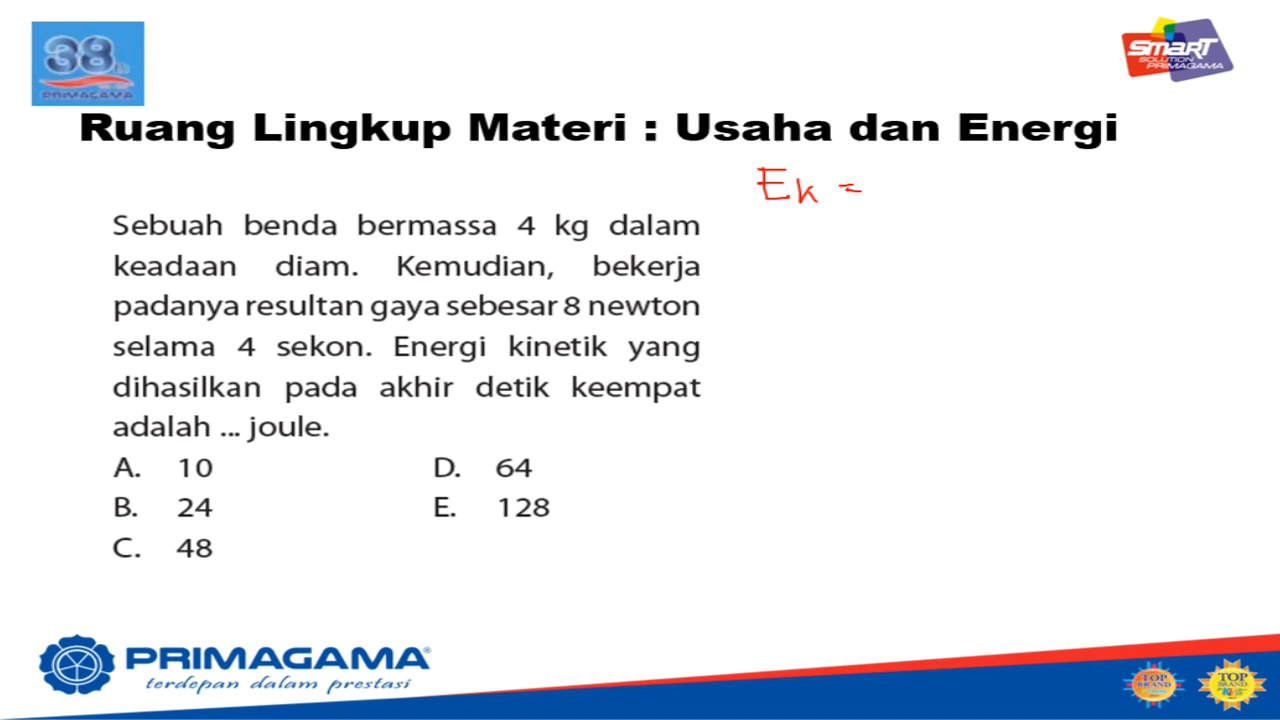 38th
PRIMAGAMA
SMART
SOLUTION
PRIMAGAMA
Ruang Lingkup Materi : Usaha dan Energi
Ek =
Sebuah benda bermassa 4 kg dalam
keadaan diam. Kemudian, bekerja
padanya resultan gaya sebesar 8 newton
selama 4 sekon. Energi kinetik yang
dihasilkan pada akhir detik keempat
adalah ... joule.
A. 10 D. 64
B. 24 E. 128
C. 48
PRIMAGAMA®
terdepan dalam prestasi
TOP
BRAND
TOP
BRAND